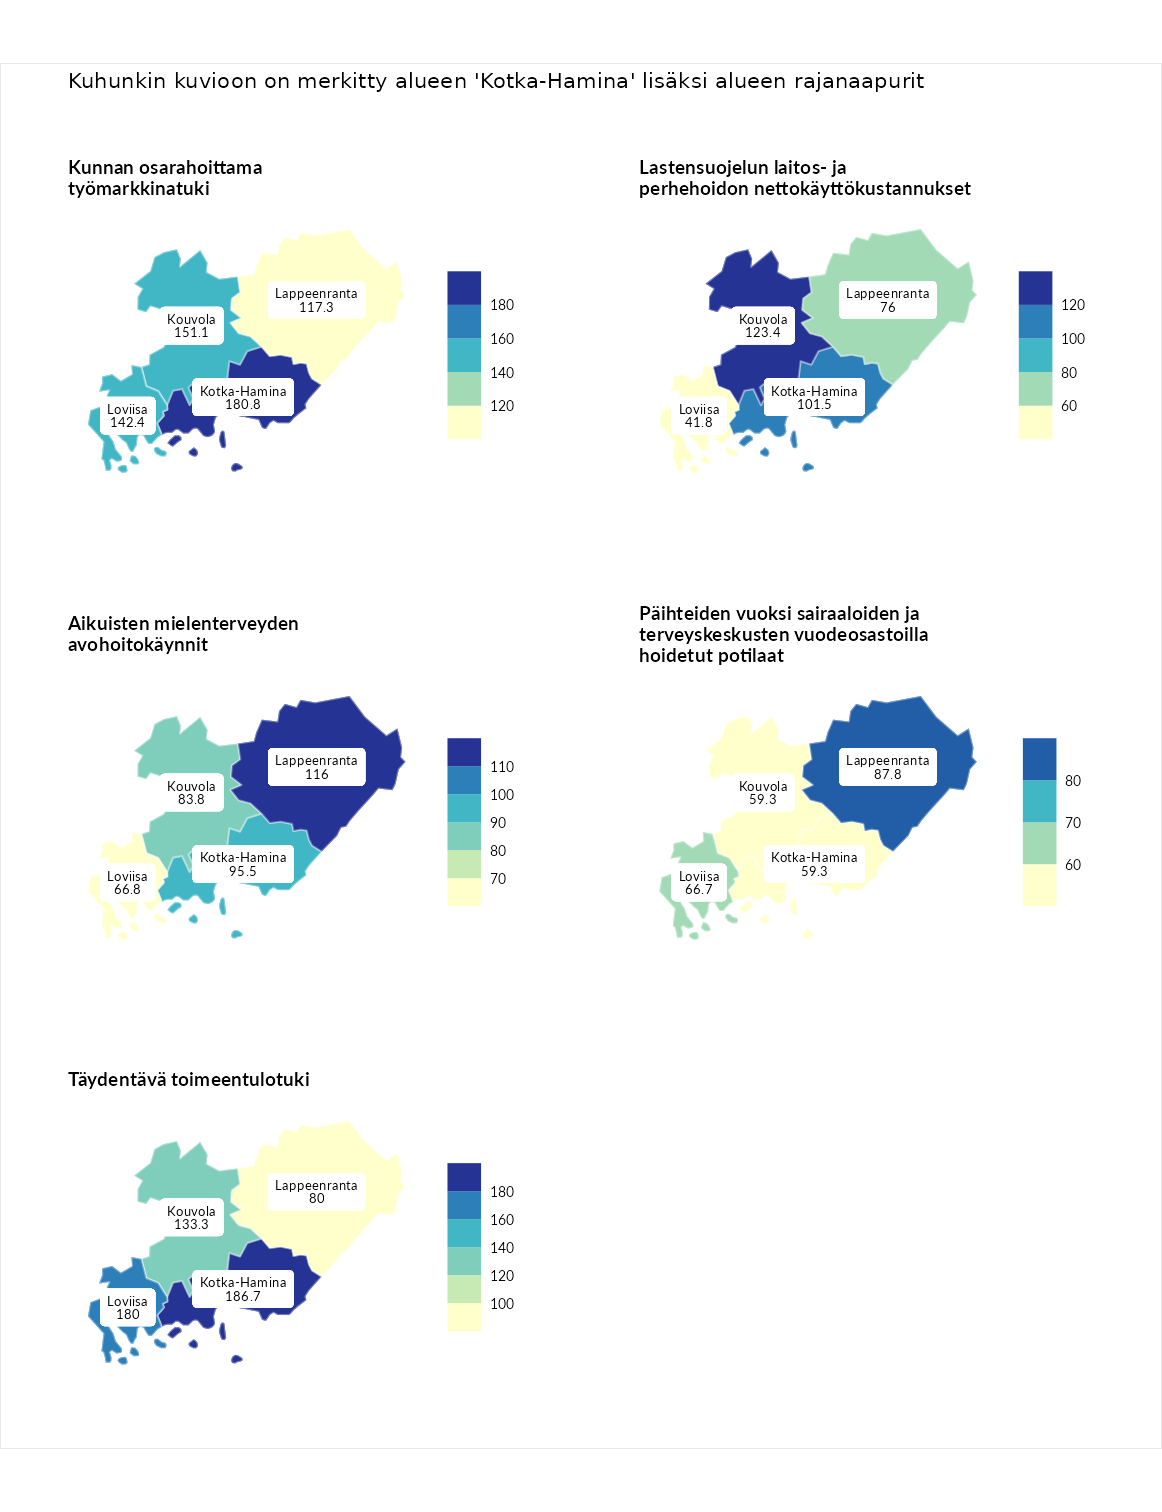 Kuhunkin kuvioon on merkitty alueen 'Kotka-Hamina' lisäksi alueen rajanaapurit
Kunnan osarahoittama
työmarkkinatuki
Lappeenranta
117.3
Kouvola
151.1
Kotka-Hamina
180.8
Loviisa
142.4
180
160
140
120
Lastensuojelun laitos- ja
perhehoidon nettokäyttökustannukset
Lappeenranta
76
Kouvola
123.4
Kotka-Hamina
101.5
Loviisa
41.8
120
100
80
60
Aikuisten mielenterveyden
avohoitokäynnit
Lappeenranta
116
Kouvola
83.8
Kotka-Hamina
95.5
Loviisa
66.8
110
100
90
80
70
Päihteiden vuoksi sairaaloiden ja
terveyskeskusten vuodeosastoilla
hoidetut potilaat
Lappeenranta
87.8
Kouvola
59.3
Kotka-Hamina
59.3
Loviisa
66.7
80
70
60
Täydentävä toimeentulotuki
Lappeenranta
80
Kouvola
133.3
Kotka-Hamina
186.7
Loviisa
180
180
160
140
120
100